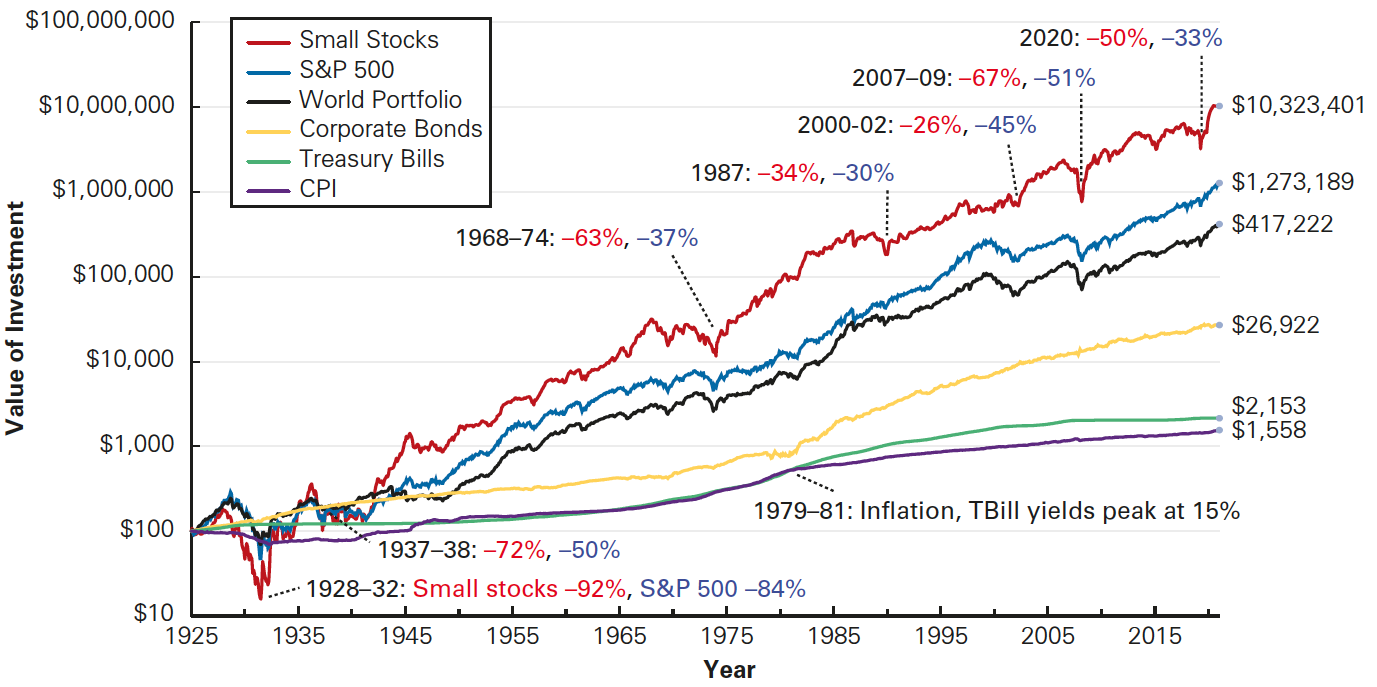 $100,000,000
$10,000,000
$1,000,000
$100,000
$10,000
$1,000
$100
$10
Value of Investment
Small Stocks
S&P 500
World Portfolio
Corporate Bonds
Treasury Bills
CPI
2020: –50%, –33%
2007–09: –67%, –51%
2000-02: –26%, –45%
1987: –34%, –30%
1968–74: –63%, –37%
$10,323,401
$1,273,189
$417,222
$26,922
$2,153
$1,558
1979–81: Inflation, TBill yields peak at 15%
1937–38: –72%, –50%
1928–32: Small stocks –92%, S&P 500 –84%
1925 1935 1945 1955 1965 1975 1985 1995 2005 2015
Year